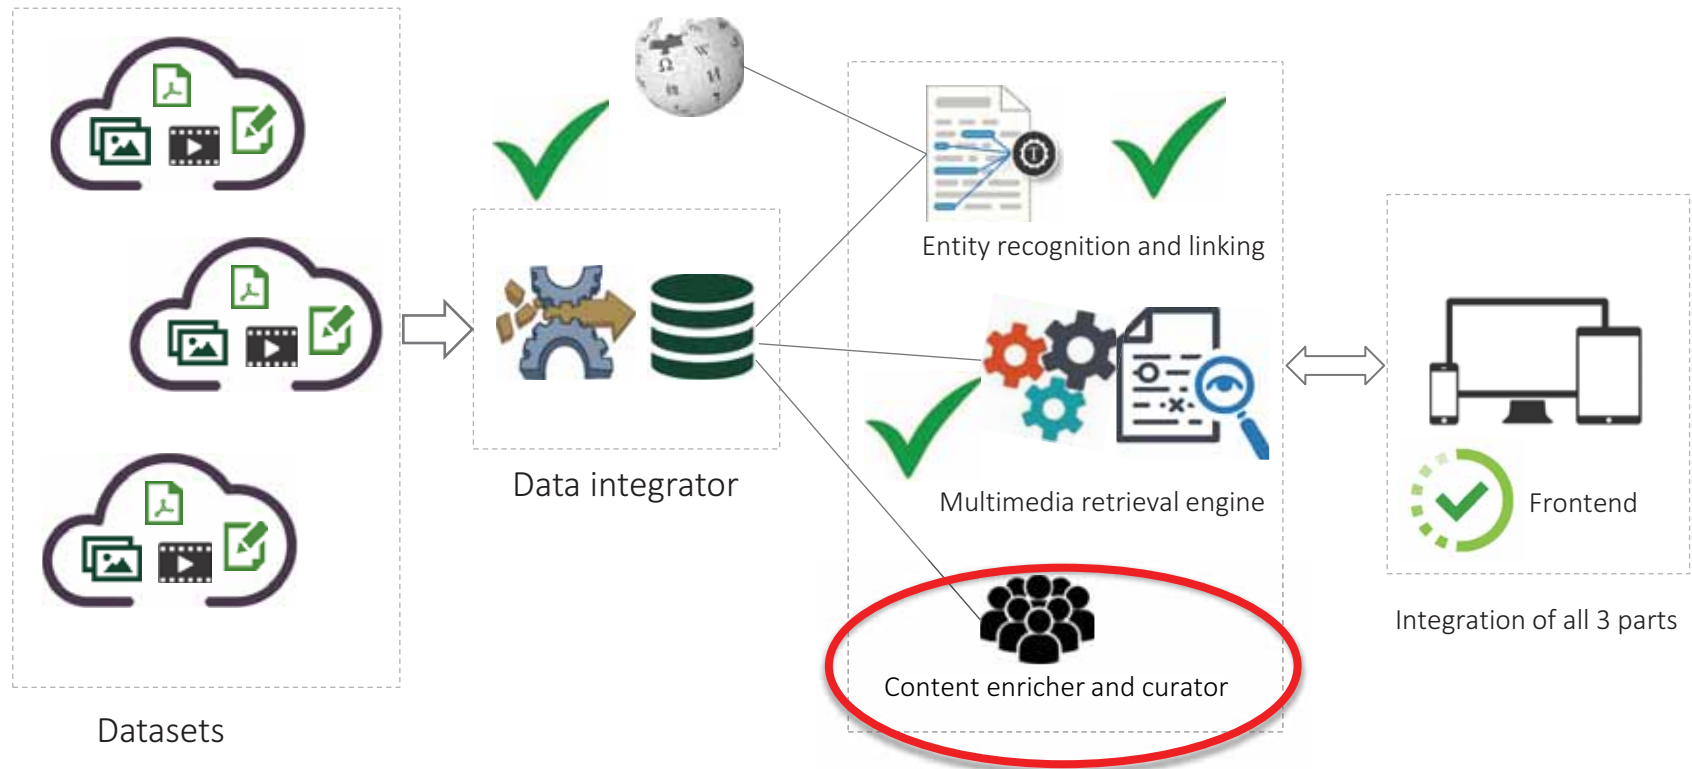 Entity recognition and linking
Data integrator
Multimedia retrieval engine
Frontend
Integration of all 3 parts
Content enricher and curator
Datasets